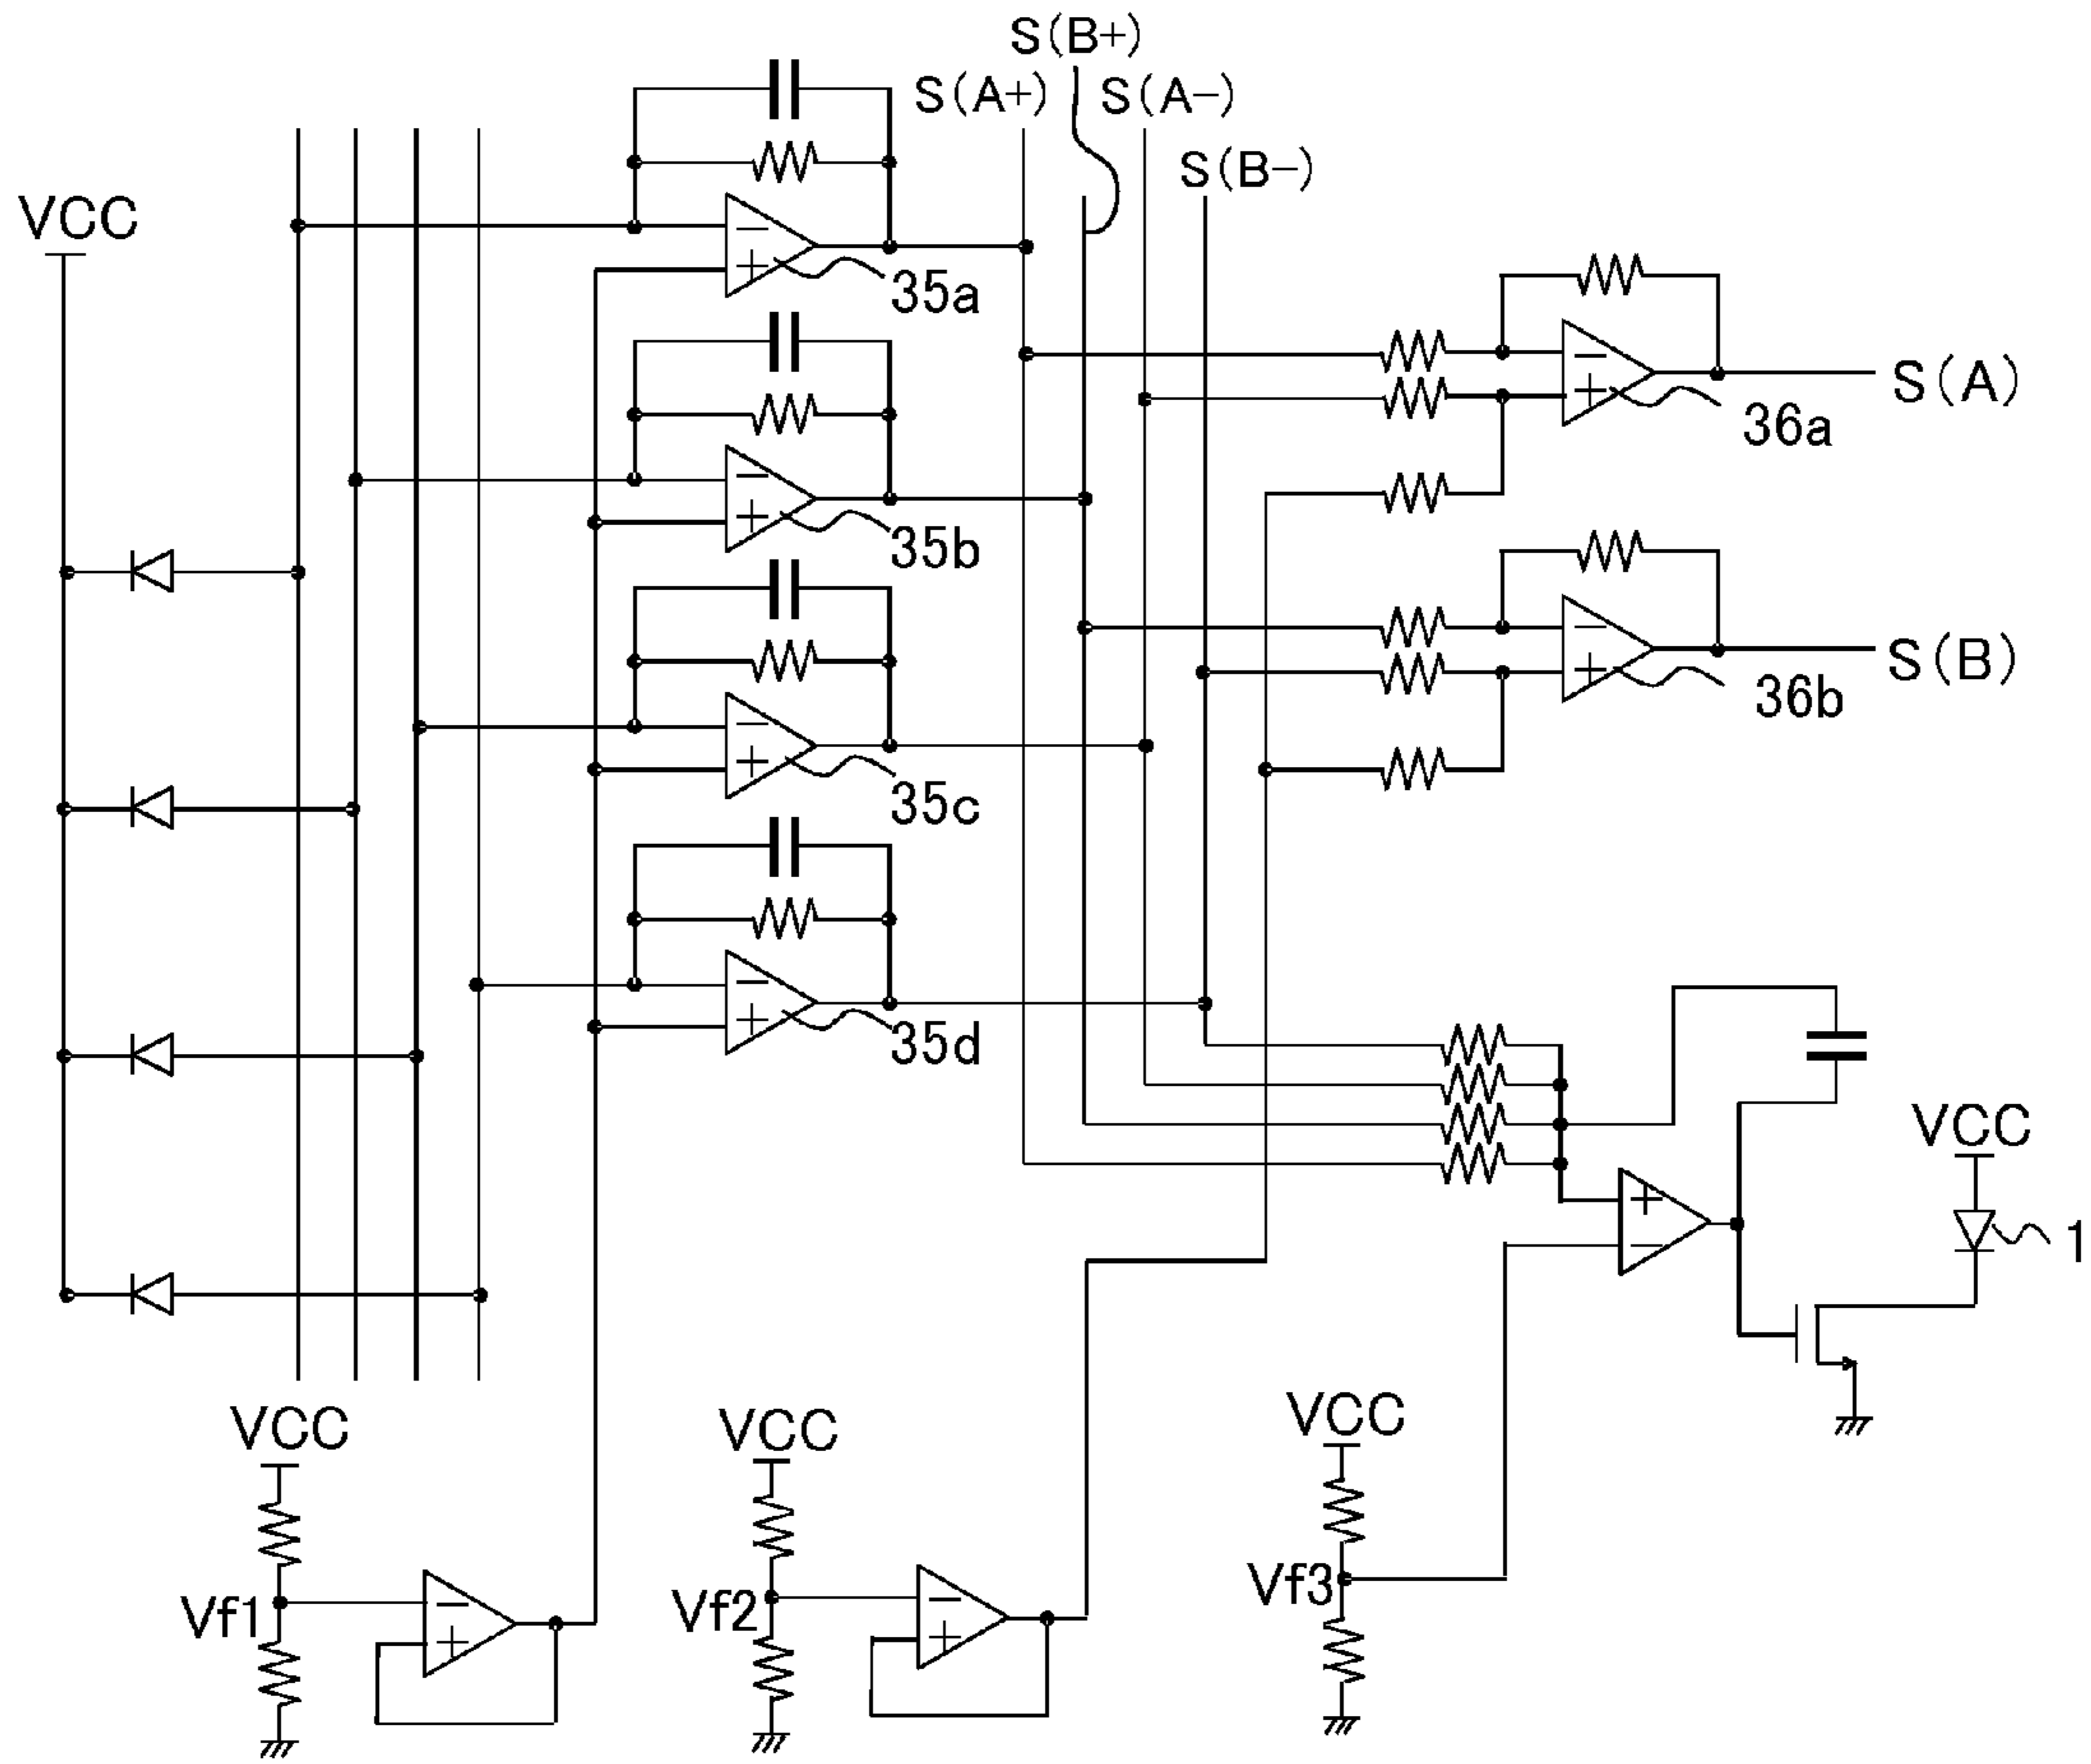 S(B+)
S(A+)
S(A-)
S(B-)
VCC
35a
S(A)
36a
35b
S(B)
36b
35c
35d
VCC
1
VCC
VCC
VCC
Vf1
Vf2
Vf3